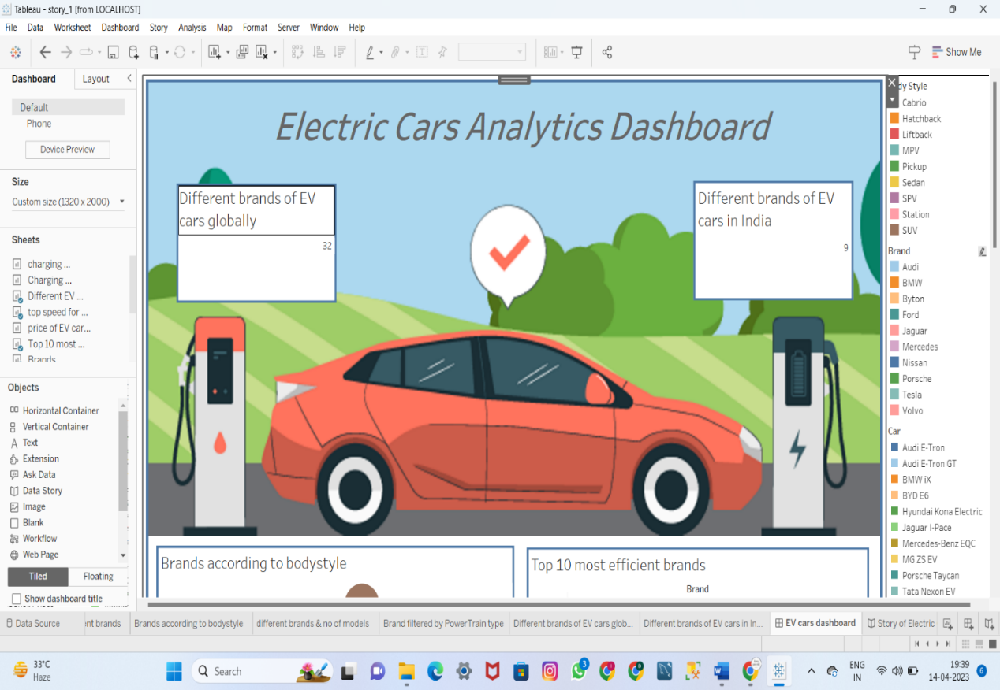 Tableau - story_1 [from LOCALHOST]
File Data Worksheet Dashboard Story Analysis Map Format Server Window Help
Show Me
Dashboard Layout
Default
Phone
Device Preview
Size
Custom size (1320 x 2000)
Sheets
charging ...
Charging ...
Different EV ...
top speed for ...
price of EV car...
Top 10 most ...
Brands
Objects
Horizontal Container
Vertical Container
Text
Extension
Ask Data
Data Story
Image
Blank
Workflow
Web Page
Tiled Floating
Show dashboard title
Electric Cars Analytics Dashboard
Different brands of EV
cars globally
32
Different brands of EV
cars in India
9
Brands according to bodystyle
Top 10 most efficient brands
Brand
dy Style
Cabrio
Hatchback
Liftback
MPV
Pickup
Sedan
SPV
Station
SUV
Brand
Audi
BMW
Byton
Ford
Jaguar
Mercedes
Nissan
Porsche
Tesla
Volvo
Car
Audi E-Tron
Audi E-Tron GT
BMW iX
BYD E6
Hyundai Kona Electric
Jaguar I-Pace
Mercedes-Benz EQC
MG ZS EV
Porsche Taycan
Tata Nexon EV
Data Source nt brands Brands according to bodystyle different brands & no of models Brand filtered by PowerTrain type Different brands of EV cars glob... Different brands of EV cars in In... EV cars dashboard Story of Electric
33°C
Haze
Search
3
ENG
IN
19:39
14-04-2023
6